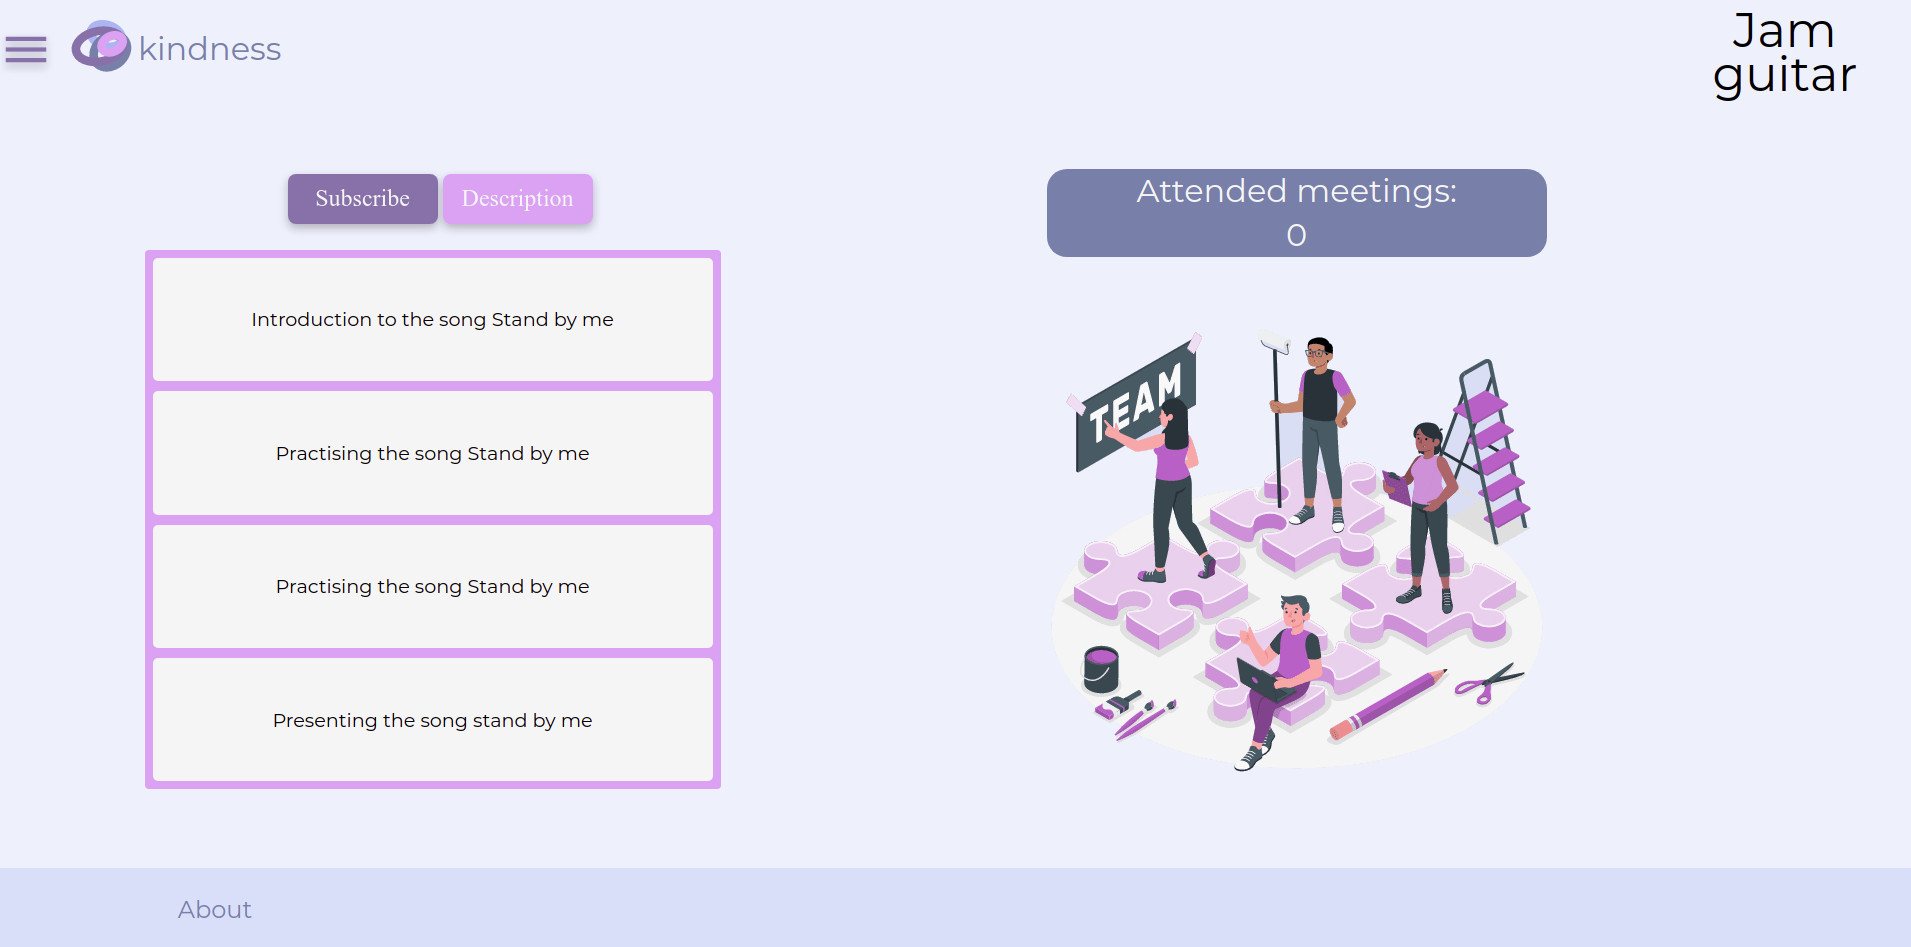 kindness
Jam
guitar
Subscribe
Description
Attended meetings:
0
Introduction to the song Stand by me
Practising the song Stand by me
Practising the song Stand by me
Presenting the song stand by me
TEAM
About